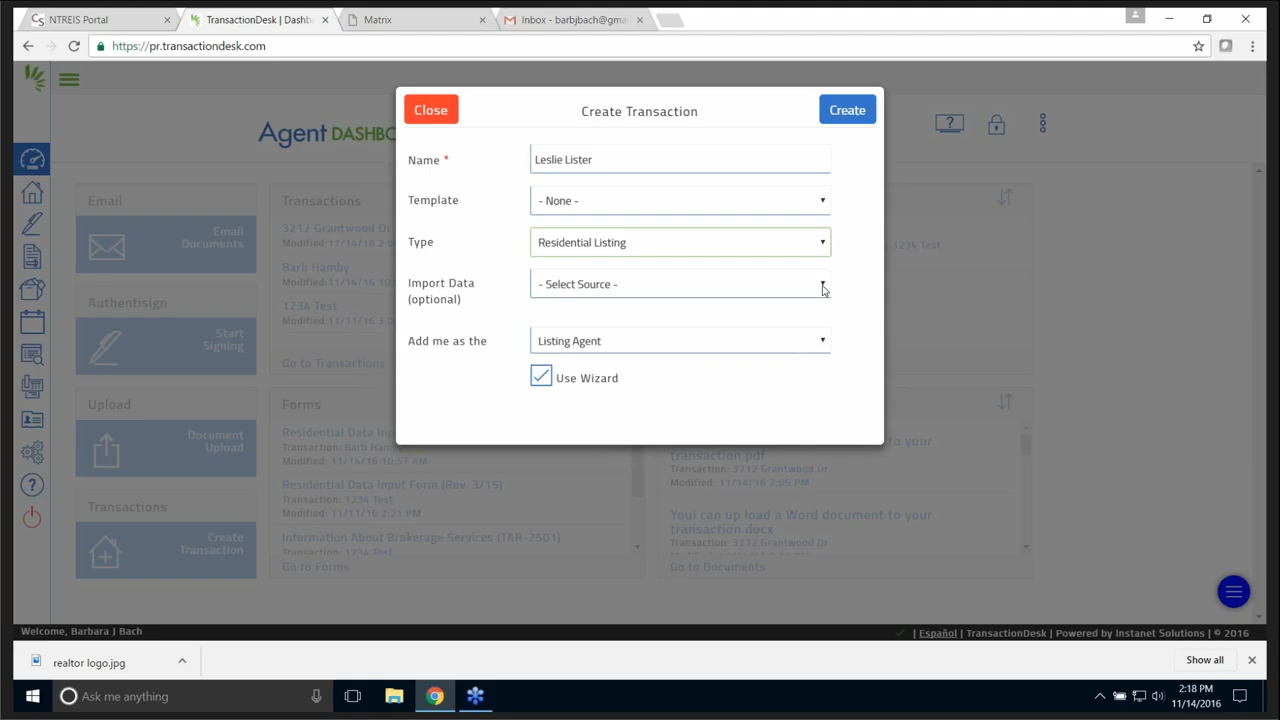 NTREIS Portal
TransactionDesk | Dashb
Matrix
Inbox - barbjbach@gma
https://pr.transactiondesk.com
Close
Create Transaction
Create
Agent DASHBO
Name *
Leslie Lister
Template
- None -
Type
Residential Listing
Import Data
(optional)
- Select Source -
Add me as the
Listing Agent
Use Wizard
Email
Email
Documents
Authentisign
Start
Signing
Upload
Document
Upload
Transactions
Create
Transaction
Transactions
3212 Grantwood Dr
Modified: 11/14/16 2:0
Barb Hamby
Modified: 11/14/16 10:
1234 Test
Modified: 11/11/16 3:0
Go to Transactions
1234 Test
Forms
Residential Data Inp
Transaction: Barb Hamb
Modified: 11/14/16 10:57 AM
Residential Data Input Form (Rev. 3/15)
Transaction: 1234 Test
Modified: 11/11/16 2:21 PM
Information About Brokerage Services (TAR-2501)
Transaction: 1234 Test
Go to Forms
ocument to your
transaction.pdf
Transaction: 3212 Grantwood Dr
Modified: 11/14/16 2:05 PM
Youi can up load a Word document to your
transaction.docx
Transaction: 3212 Grantwood Dr
Go to Documents
Welcome, Barbara J Bach
| Español | TransactionDesk | Powered by Instanet Solutions | © 2016
realtor logo.jpg
Show all
Ask me anything
2:18 PM
11/14/2016